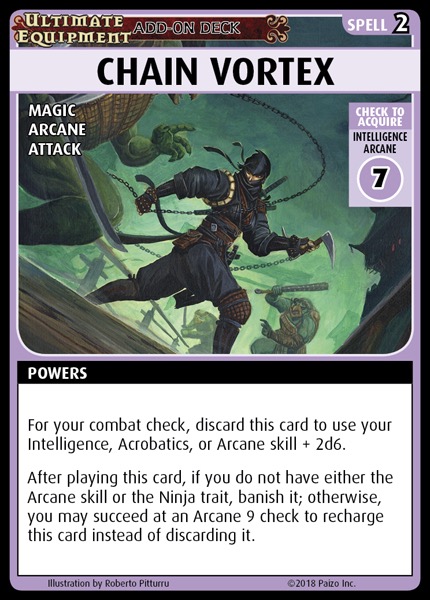 ULTIMATE
EQUIPMENT ADD-ON DECK
SPELL 2
CHAIN VORTEX
MAGIC
ARCANE
ATTACK
CHECK TO
ACQUIRE
INTELLIGENCE
ARCANE
7
POWERS
For your combat check, discard this card to use your
Intelligence, Acrobatics, or Arcane skill + 2d6.
After playing this card, if you do not have either the
Arcane skill or the Ninja trait, banish it; otherwise,
you may succeed at an Arcane 9 check to recharge
this card instead of discarding it.
Illustration by Roberto Pitturru
©2018 Paizo Inc.